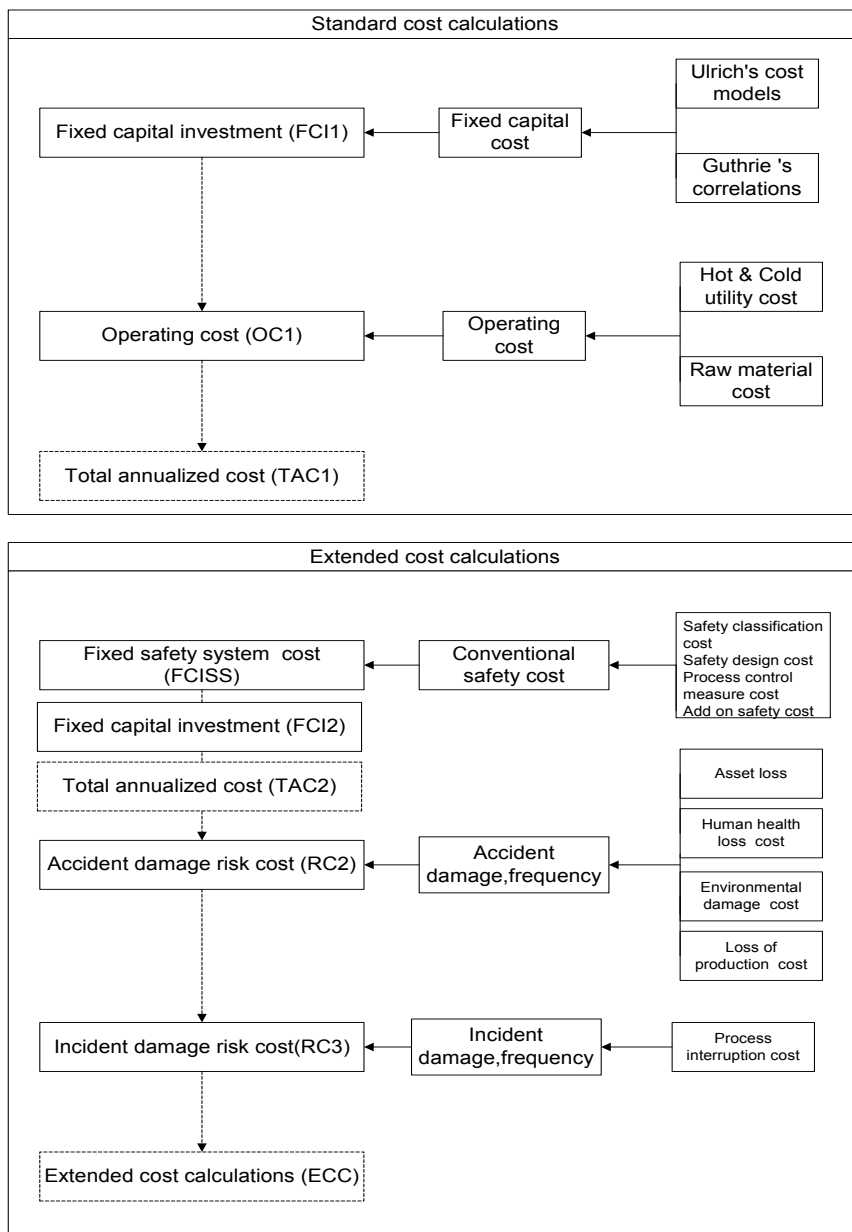 Standard cost calculations
Ulrich's cost
models
Fixed capital investment (FCI1)
Fixed capital
cost
Guthrie 's
correlations
Hot & Cold
utility cost
Operating cost (OC1)
Operating
cost
Raw material
cost
Total annualized cost (TAC1)
Extended cost calculations
Fixed safety system  cost
(FCISS)
Conventional
safety cost
Safety classification
cost
Safety design cost
Process control
measure cost
Add on safety cost
Fixed capital investment (FCI2)
Total annualized cost (TAC2)
Asset loss
Human health
loss cost
Accident damage risk cost (RC2)
Accident
damage,frequency
Environmental
damage  cost
Loss of
production cost
Incident damage risk cost(RC3)
Incident
damage,frequency
Process
interruption cost
Extended cost calculations (ECC)